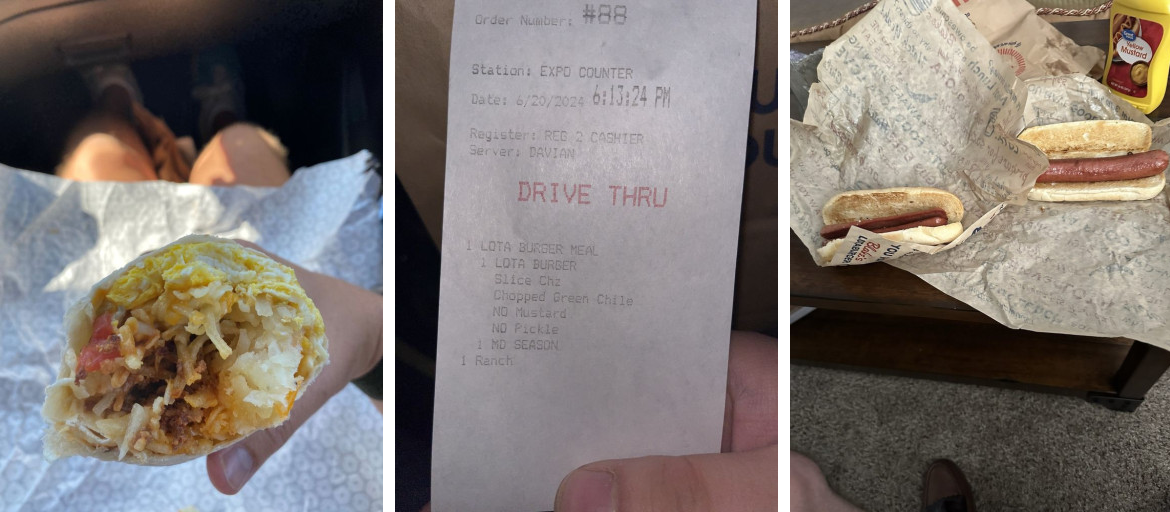 Order Number: #88
Station: EXPO COUNTER
Date: 6/20/2024 6:13:24 PM
Register: REG 2 CASHIER
Server: DAVIAN
DRIVE THRU
1 LOTA BURGER MEAL
1 LOTA BURGER
Slice Chz
Chopped Green Chile
NO Mustard
NO Pickle
1 MD SEASON
1 Ranch
Yellow
Mustard